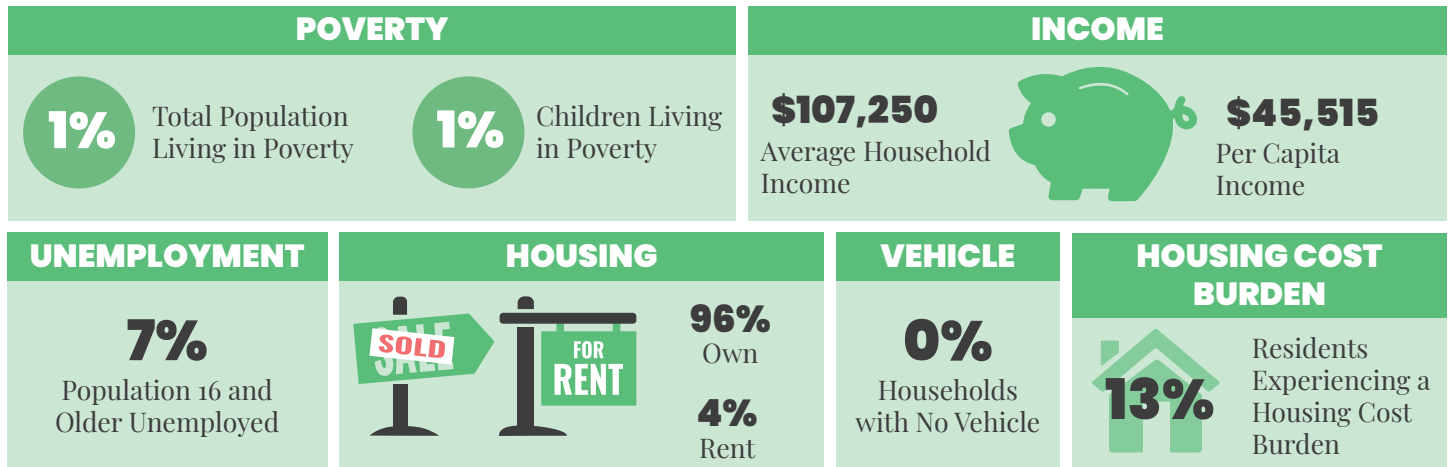 POVERTY
1%
Total Population
Living in Poverty
1%
Children Living
in Poverty
INCOME
$107,250
Average Household
Income
$45,515
Per Capita
Income
UNEMPLOYMENT
7%
Population 16 and
Older Unemployed
HOUSING
SALE
SOLD
FOR
RENT
96%
Own
4%
Rent
VEHICLE
0%
Households
with No Vehicle
HOUSING COST
BURDEN
13%
Residents
Experiencing a
Housing Cost
Burden